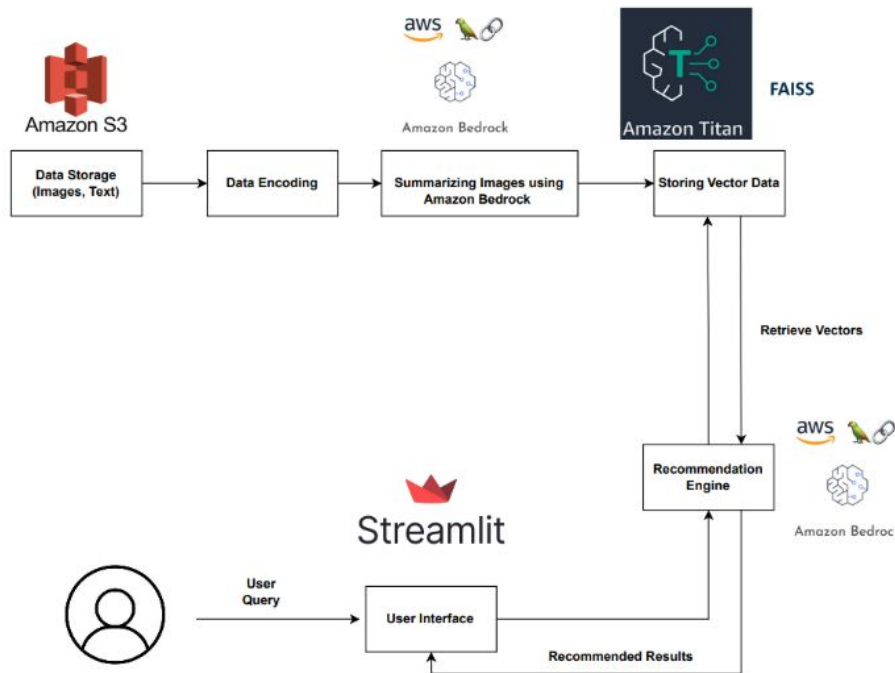 aws
Amazon S3
Amazon Bedrock
T
Amazon Titan
FAISS
Data Storage
(Images, Text)
Data Encoding
Summarizing Images using
Amazon Bedrock
Storing Vector Data
Retrieve Vectors
aws
Recommendation
Engine
Amazon Bedroc
Streamlit
User
Query
User Interface
Recommended Results